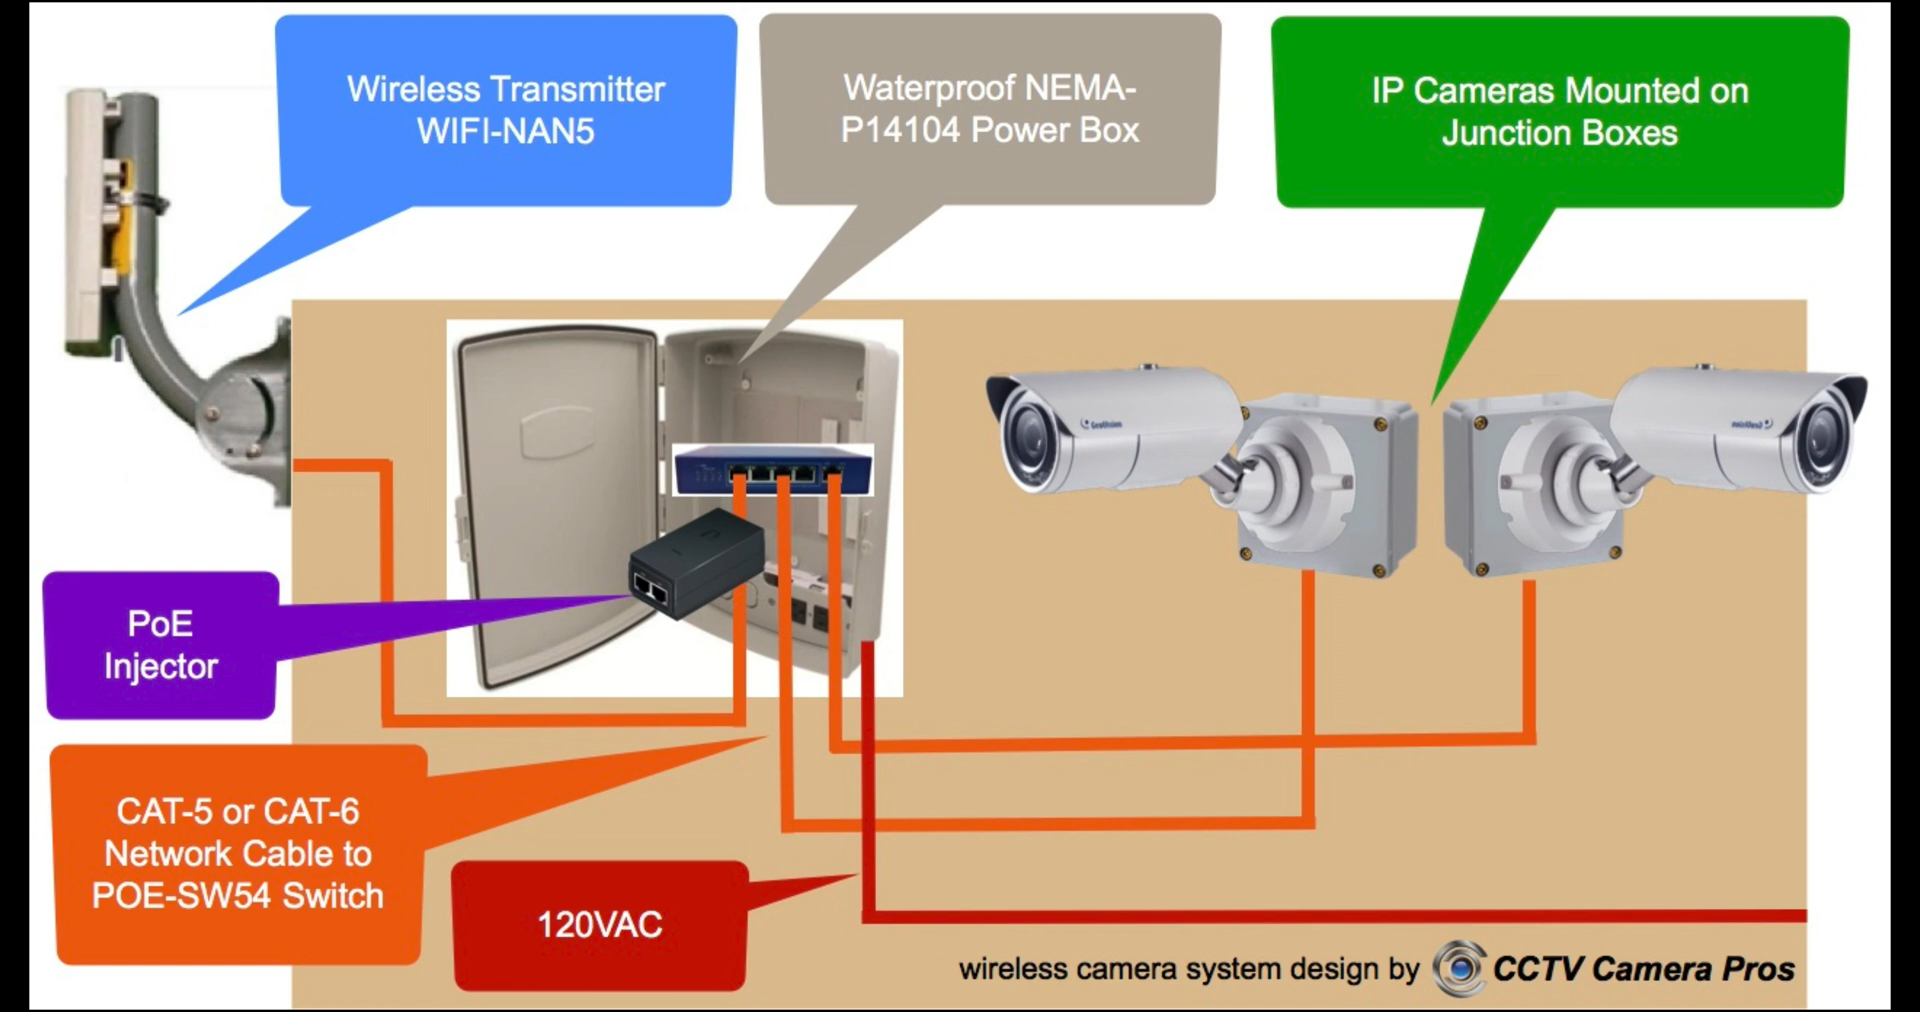 Wireless Transmitter
WIFI-NAN5
Waterproof NEMA-
P14104 Power Box
IP Cameras Mounted on
Junction Boxes
GeoVision
PoE
Injector
CAT-5 or CAT-6
Network Cable to
POE-SW54 Switch
120VAC
wireless camera system design by CCTV Camera Pros